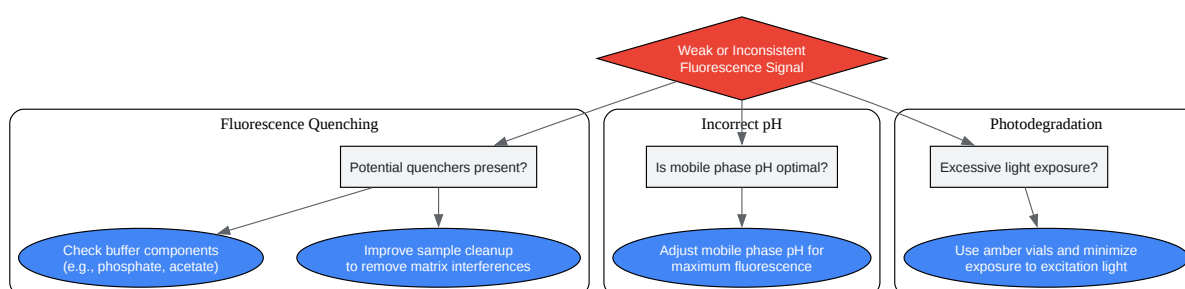 Weak or Inconsistent
Fluorescence Signal
Fluorescence Quenching
Incorrect pH
Photodegradation
Potential quenchers present?
Is mobile phase pH optimal?
Excessive light exposure?
Check buffer components
(e.g., phosphate, acetate)
Improve sample cleanup
to remove matrix interferences
Adjust mobile phase pH for
maximum fluorescence
Use amber vials and minimize
exposure to excitation light